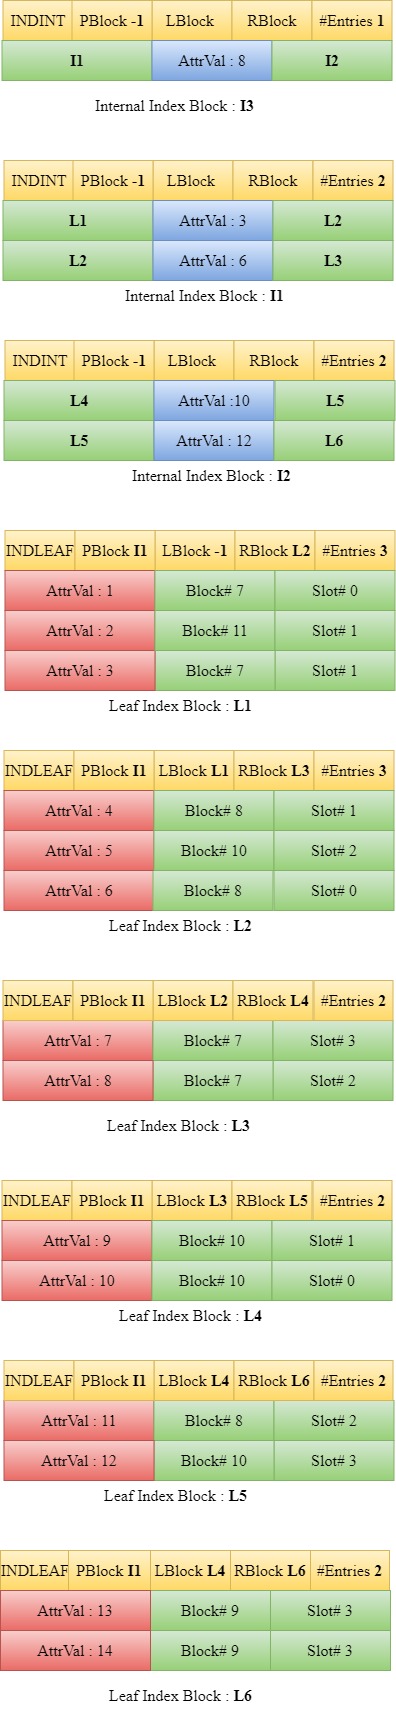 INDINT PBlock -1 LBlock RBlock #Entries 1
I1 AttrVal : 8 I2
Internal Index Block : I3
INDINT PBlock -1 LBlock RBlock #Entries 2
L1 AttrVal : 3 L2
L2 AttrVal : 6 L3
Internal Index Block : I1
INDINT PBlock -1 LBlock RBlock #Entries 2
L4 AttrVal :10 L5
L5 AttrVal : 12 L6
Internal Index Block : I2
INDLEAF PBlock I1 LBlock -1 RBlock L2 #Entries 3
AttrVal : 1 Block# 7 Slot# 0
AttrVal : 2 Block# 11 Slot# 1
AttrVal : 3 Block# 7 Slot# 1
Leaf Index Block : L1
INDLEAF PBlock I1 LBlock L1 RBlock L3 #Entries 3
AttrVal : 4 Block# 8 Slot# 1
AttrVal : 5 Block# 10 Slot# 2
AttrVal : 6 Block# 8 Slot# 0
Leaf Index Block : L2
INDLEAF PBlock I1 LBlock L2 RBlock L4 #Entries 2
AttrVal : 7 Block# 7 Slot# 3
AttrVal : 8 Block# 7 Slot# 2
Leaf Index Block : L3
INDLEAF PBlock I1 LBlock L3 RBlock L5 #Entries 2
AttrVal : 9 Block# 10 Slot# 1
AttrVal : 10 Block# 10 Slot# 0
Leaf Index Block : L4
INDLEAF PBlock I1 LBlock L4 RBlock L6 #Entries 2
AttrVal : 11 Block# 8 Slot# 2
AttrVal : 12 Block# 10 Slot# 3
Leaf Index Block : L5
INDLEAF PBlock I1 LBlock L4 RBlock L6 #Entries 2
AttrVal : 13 Block# 9 Slot# 3
AttrVal : 14 Block# 9 Slot# 3
Leaf Index Block : L6